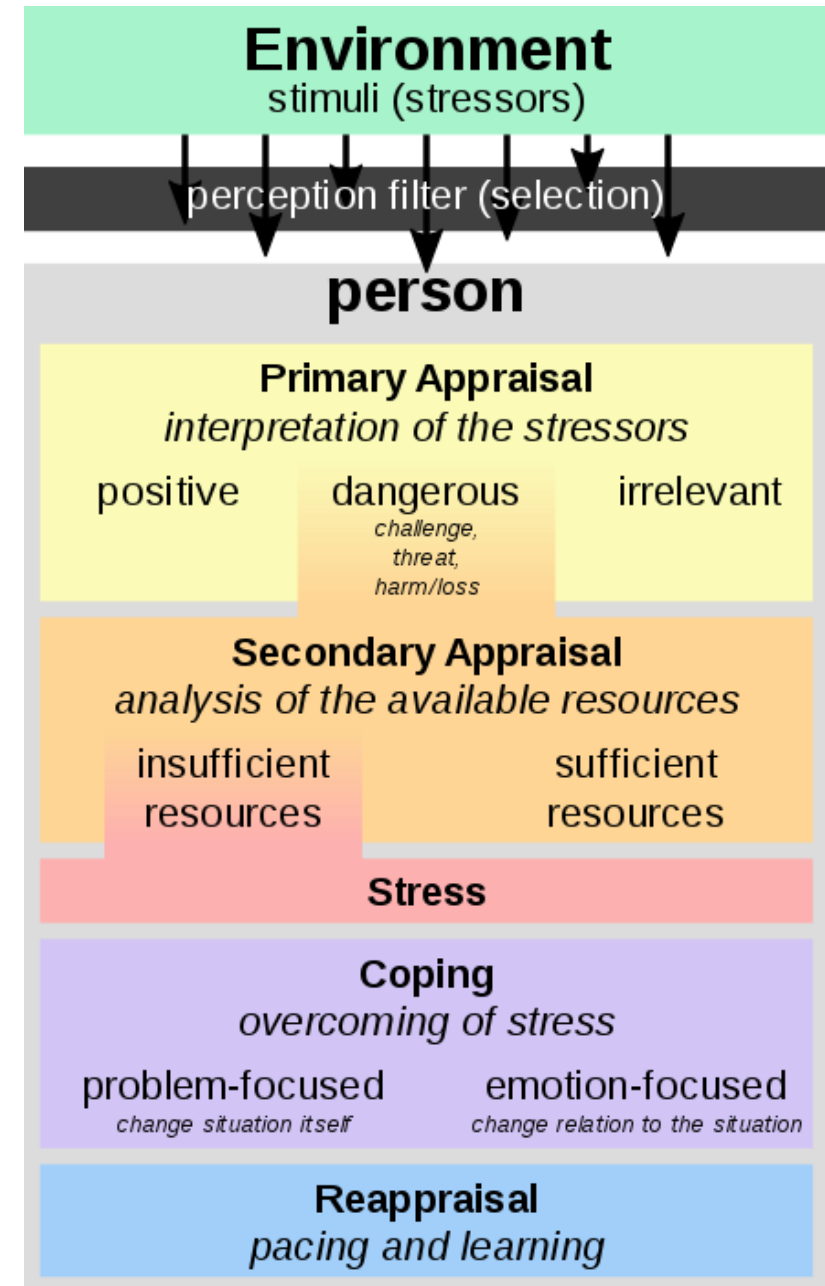 Environment
stimuli (stressors)
perception filter (selection)
person
Primary Appraisal
interpretation of the stressors
positive dangerous irrelevant
challenge,
threat,
harm/loss
Secondary Appraisal
analysis of the available resources
insufficient sufficient
resources resources
Stress
Coping
overcoming of stress
problem-focused emotion-focused
change situation itself change relation to the situation
Reappraisal
pacing and learning